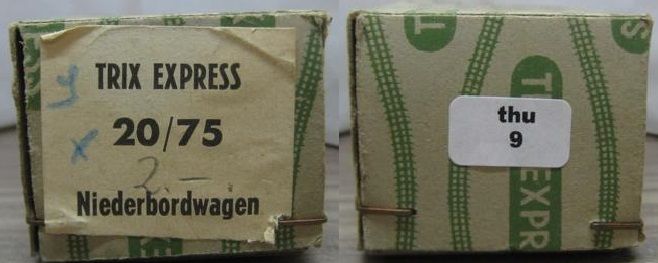 TRIX EXPRESS
20/75
2.-
Niederbordwagen
thu
9
T
EXPR